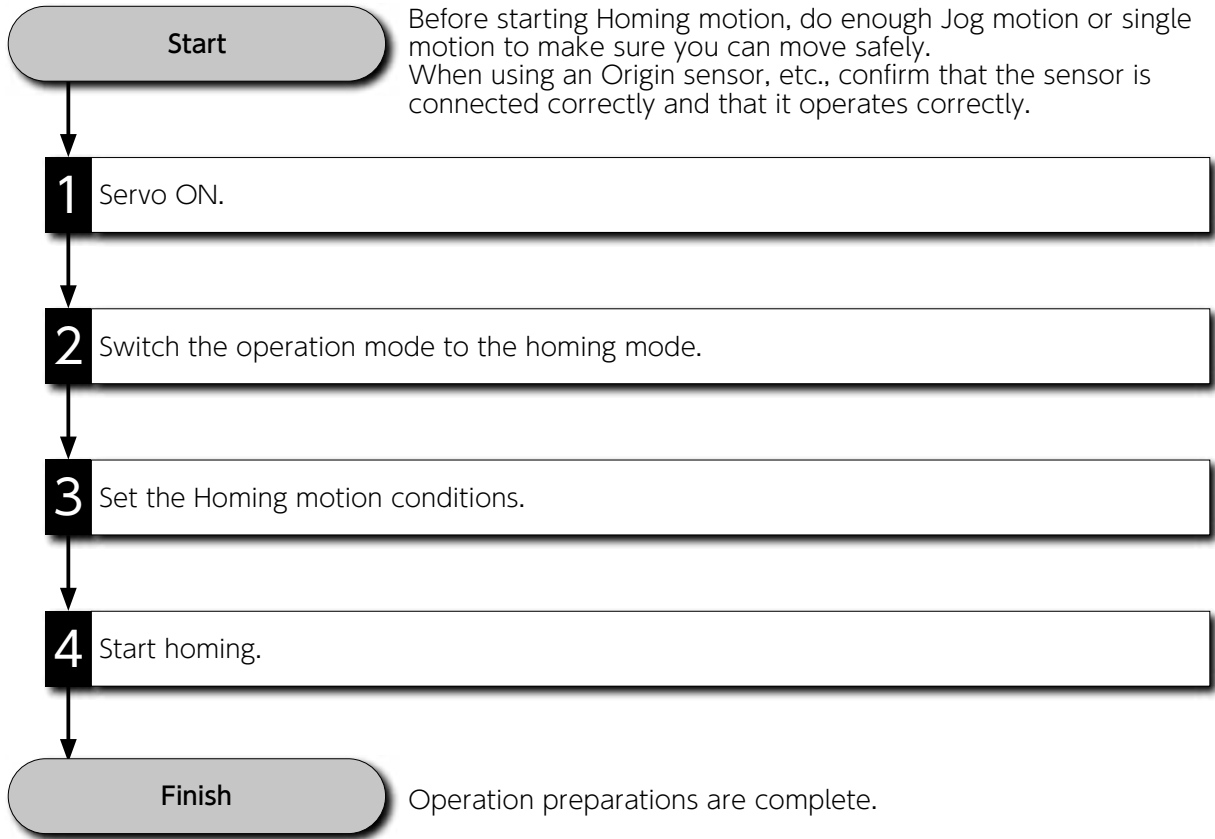 Start
Before starting Homing motion, do enough Jog motion or single
motion to make sure you can move safely.
When using an Origin sensor, etc., confirm that the sensor is
connected correctly and that it operates correctly.
1 Servo ON.
2 Switch the operation mode to the homing mode.
3 Set the Homing motion conditions.
4 Start homing.
Finish
Operation preparations are complete.